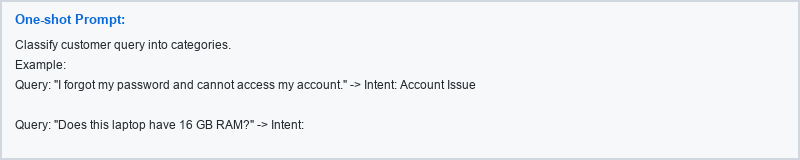 One-shot Prompt:
Classify customer query into categories.
Example:
Query: "I forgot my password and cannot access my account." -> Intent: Account Issue
Query: "Does this laptop have 16 GB RAM?" -> Intent: